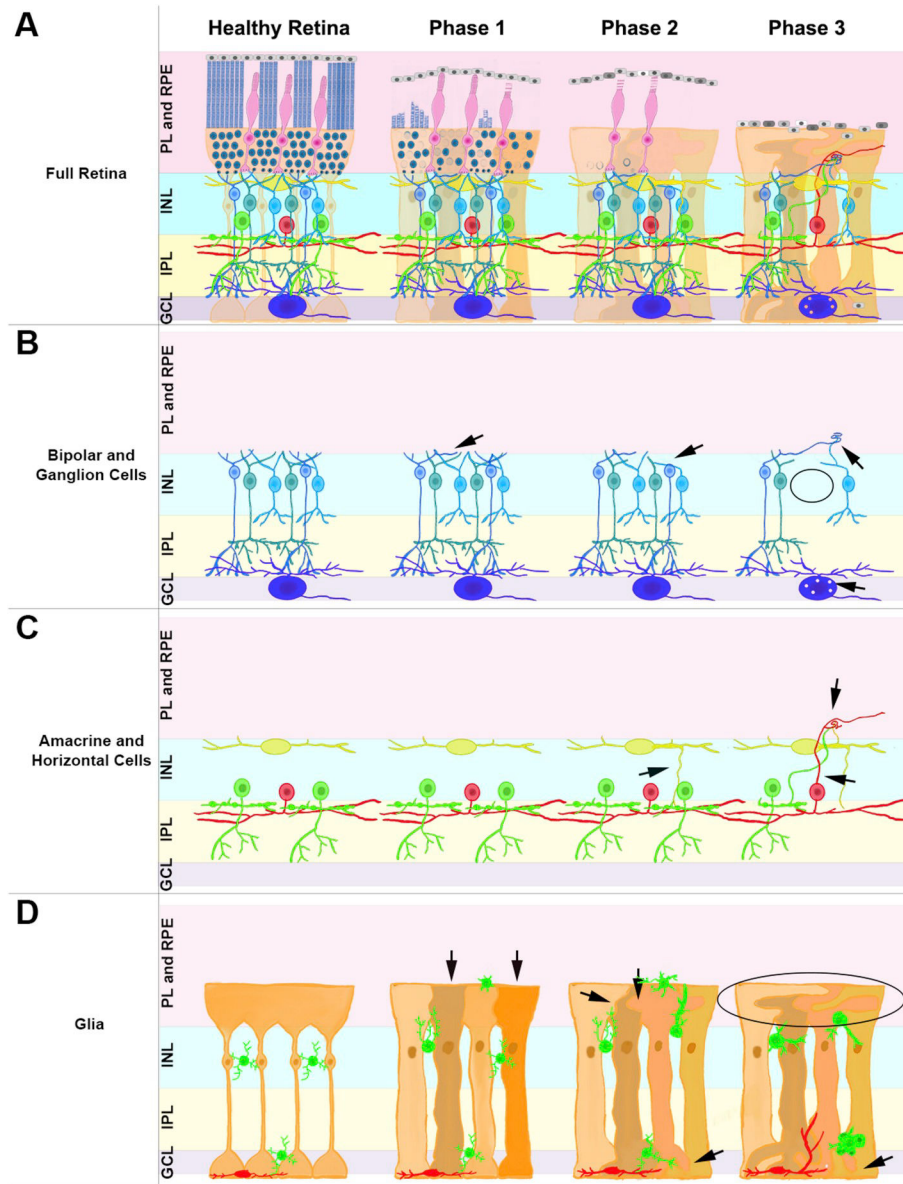 A
Healthy Retina
Phase 1
Phase 2
Phase 3
PL and RPE
INL
IPL
GCL
Full Retina
B
PL and RPE
INL
IPL
GCL
Bipolar and
Ganglion Cells
C
PL and RPE
INL
IPL
GCL
Amacrine and
Horizontal Cells
D
PL and RPE
INL
IPL
GCL
Glia